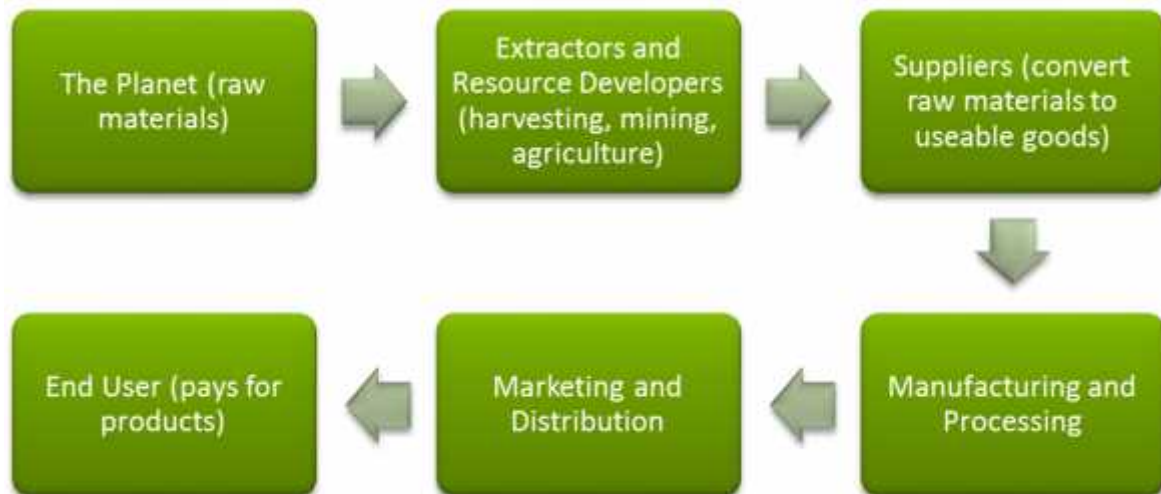 The Planet (raw
materials)
Extractors and
Resource Developers
(harvesting, mining,
agriculture)
Suppliers (convert
raw materials to
useable goods)
Manufacturing and
Processing
Marketing and
Distribution
End User (pays for
products)